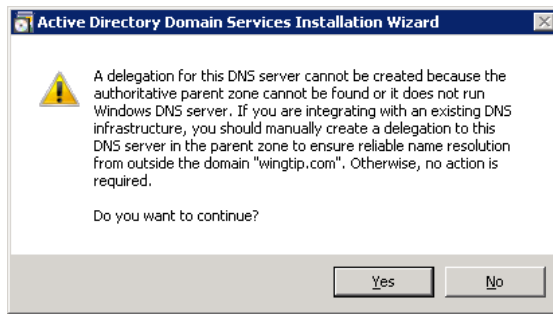 Active Directory Domain Services Installation Wizard
A delegation for this DNS server cannot be created because the
authoritative parent zone cannot be found or it does not run
Windows DNS server. If you are integrating with an existing DNS
infrastructure, you should manually create a delegation to this
DNS server in the parent zone to ensure reliable name resolution
from outside the domain "wingtip.com". Otherwise, no action is
required.
Do you want to continue?
Yes No